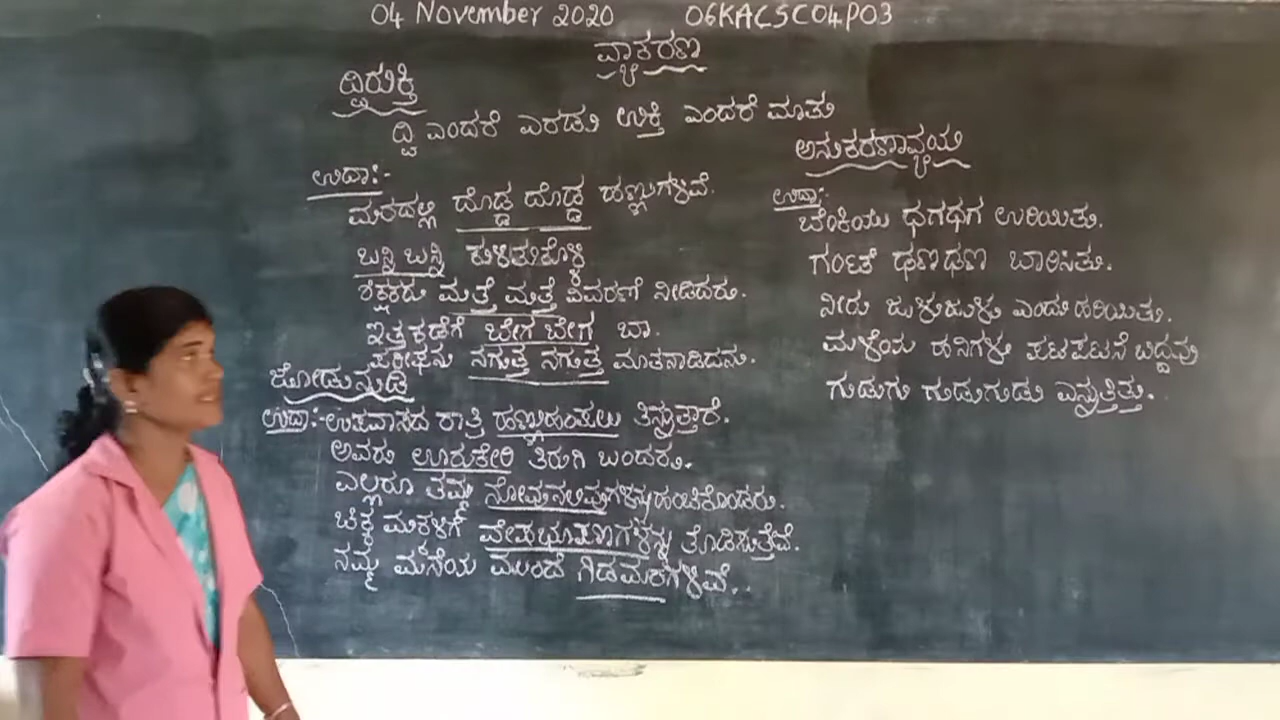 04 November 2020 06KACSC04P03
ವ್ಯಾಕರಣ
ದ್ವಿರುಕ್ತಿ
ದ್ವಿ ಎಂದರೆ ಎರಡು ಉಕ್ತಿ ಎಂದರೆ ಮಾತು
ಉದಾ:-
ಮರದಲ್ಲಿ ದೊಡ್ಡ ದೊಡ್ಡ ಹಣ್ಣುಗಳಿವೆ.
ಬನ್ನಿ ಬನ್ನಿ ಕುಳಿತುಕೊಳ್ಳಿ
ಶಿಕ್ಷಕರು ಮತ್ತೆ ಮತ್ತೆ ವಿವರಣೆ ನೀಡಿದರು.
ಇತ್ತ ಕಡೆಗೆ ಬೇಗ ಬೇಗ ಬಾ.
ನಗುತ್ತ ನಗುತ್ತ ಮಾತನಾಡಿದನು.
ಜೋಡುನುಡಿ
ಉದಾ:-ಉಪವಾಸದ ರಾತ್ರಿ ಹಣ್ಣುಹಂಪಲು ತಿನ್ನುತ್ತಾರೆ.
ಅವರು ಊರುಕೇರಿ ತಿರುಗಿ ಬಂದರು.
ಎಲ್ಲರೂ ತಮ್ಮ ನೋವುನಲಿವುಗಳನ್ನು ಹಂಚಿಕೊಂಡರು.
ಚಿಕ್ಕ ಮಕ್ಕಳಿಗೆ ವೇಷಭೂಷಣಗಳನ್ನು ತೊಡಿಸುತ್ತೇವೆ.
ನಮ್ಮ ಮನೆಯ ಮುಂದೆ ಗಿಡಮರಗಳಿವೆ.
ಅನುಕರಣಾವ್ಯಯ
ಉದಾ:-
ಬೆಂಕಿಯು ಧಗಧಗ ಉರಿಯಿತು.
ಗಂಟೆ ಢಣಢಣ ಬಾರಿಸಿತು.
ನೀರು ಜುಳುಜುಳು ಎಂದು ಹರಿಯಿತು.
ಮಳೆಯ ಹನಿಗಳು ಪಟಪಟನೆ ಬಿದ್ದವು
ಗುಡುಗು ಗುಡುಗುಡು ಎನ್ನುತ್ತಿತ್ತು.